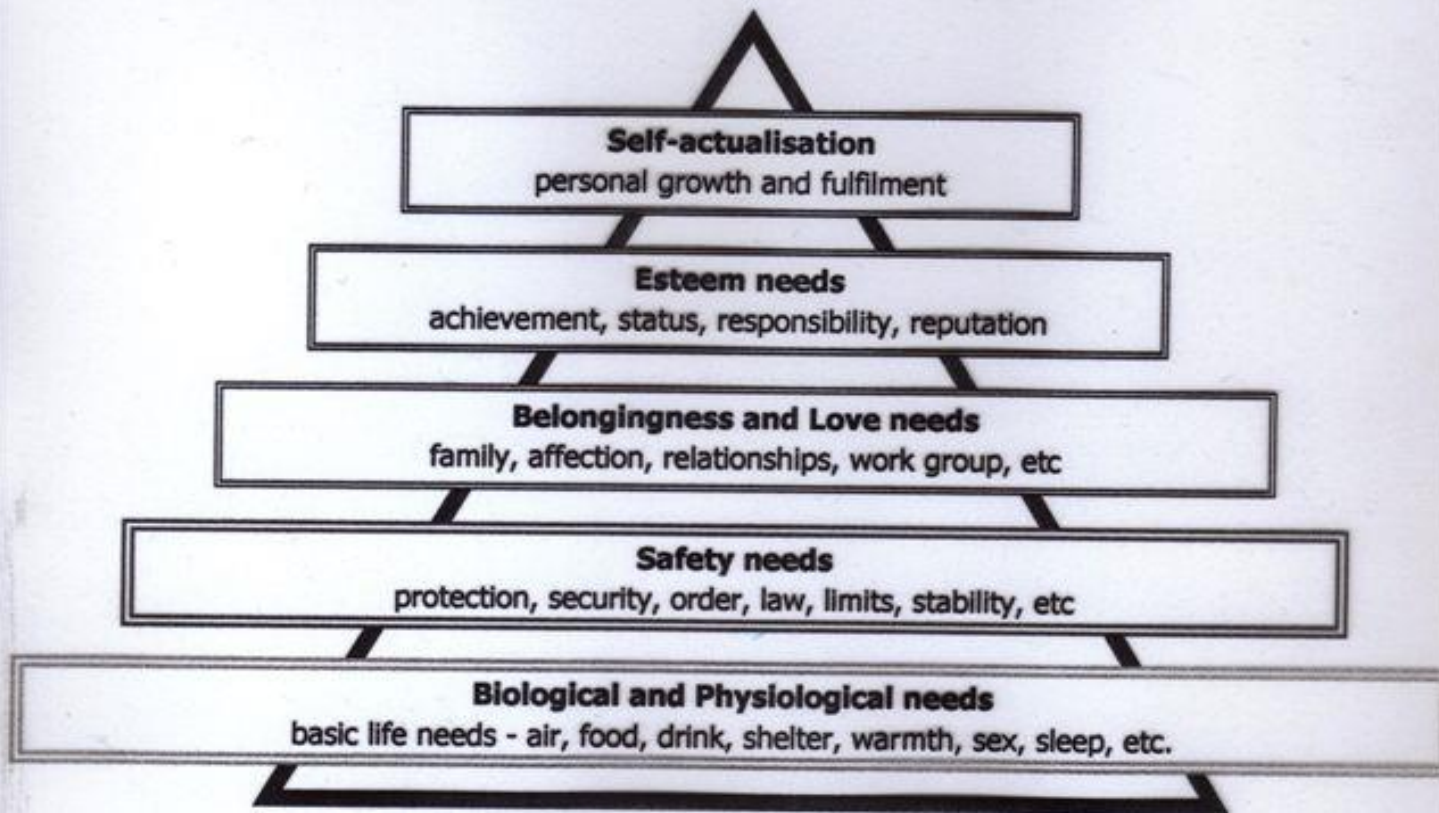 Self-actualisation
personal growth and fulfilment
Esteem needs
achievement, status, responsibility, reputation
Belongingness and Love needs
family, affection, relationships, work group, etc
Safety needs
protection, security, order, law, limits, stability, etc
Biological and Physiological needs
basic life needs - air, food, drink, shelter, warmth, sex, sleep, etc.